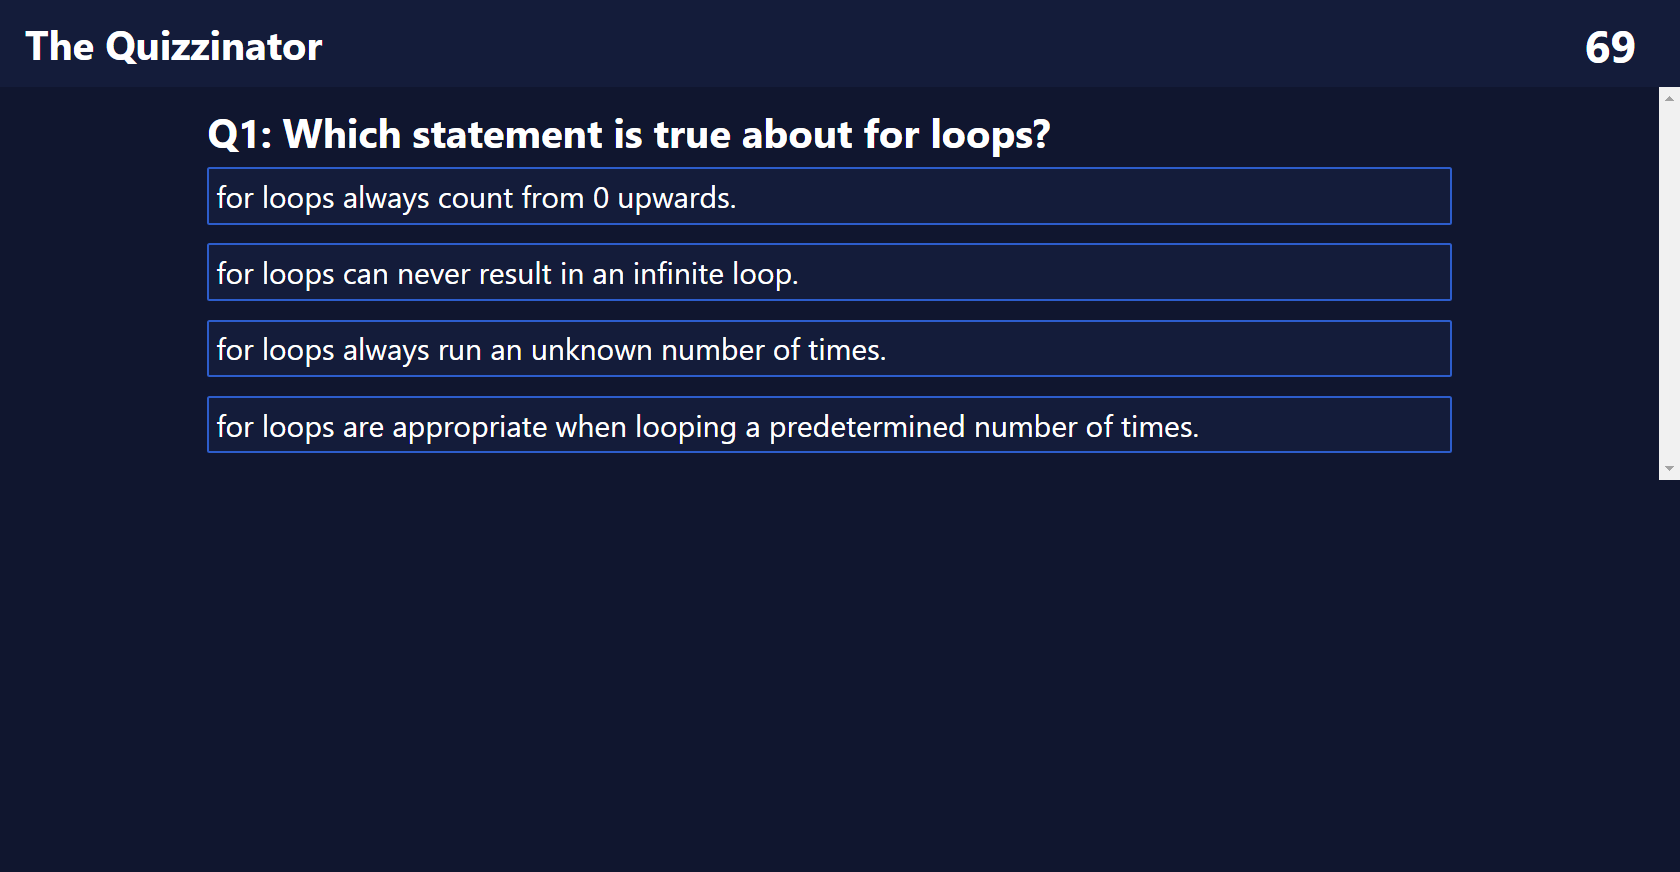 The Quizzinator
69
Q1: Which statement is true about for loops?
for loops always count from 0 upwards.
for loops can never result in an infinite loop.
for loops always run an unknown number of times.
for loops are appropriate when looping a predetermined number of times.